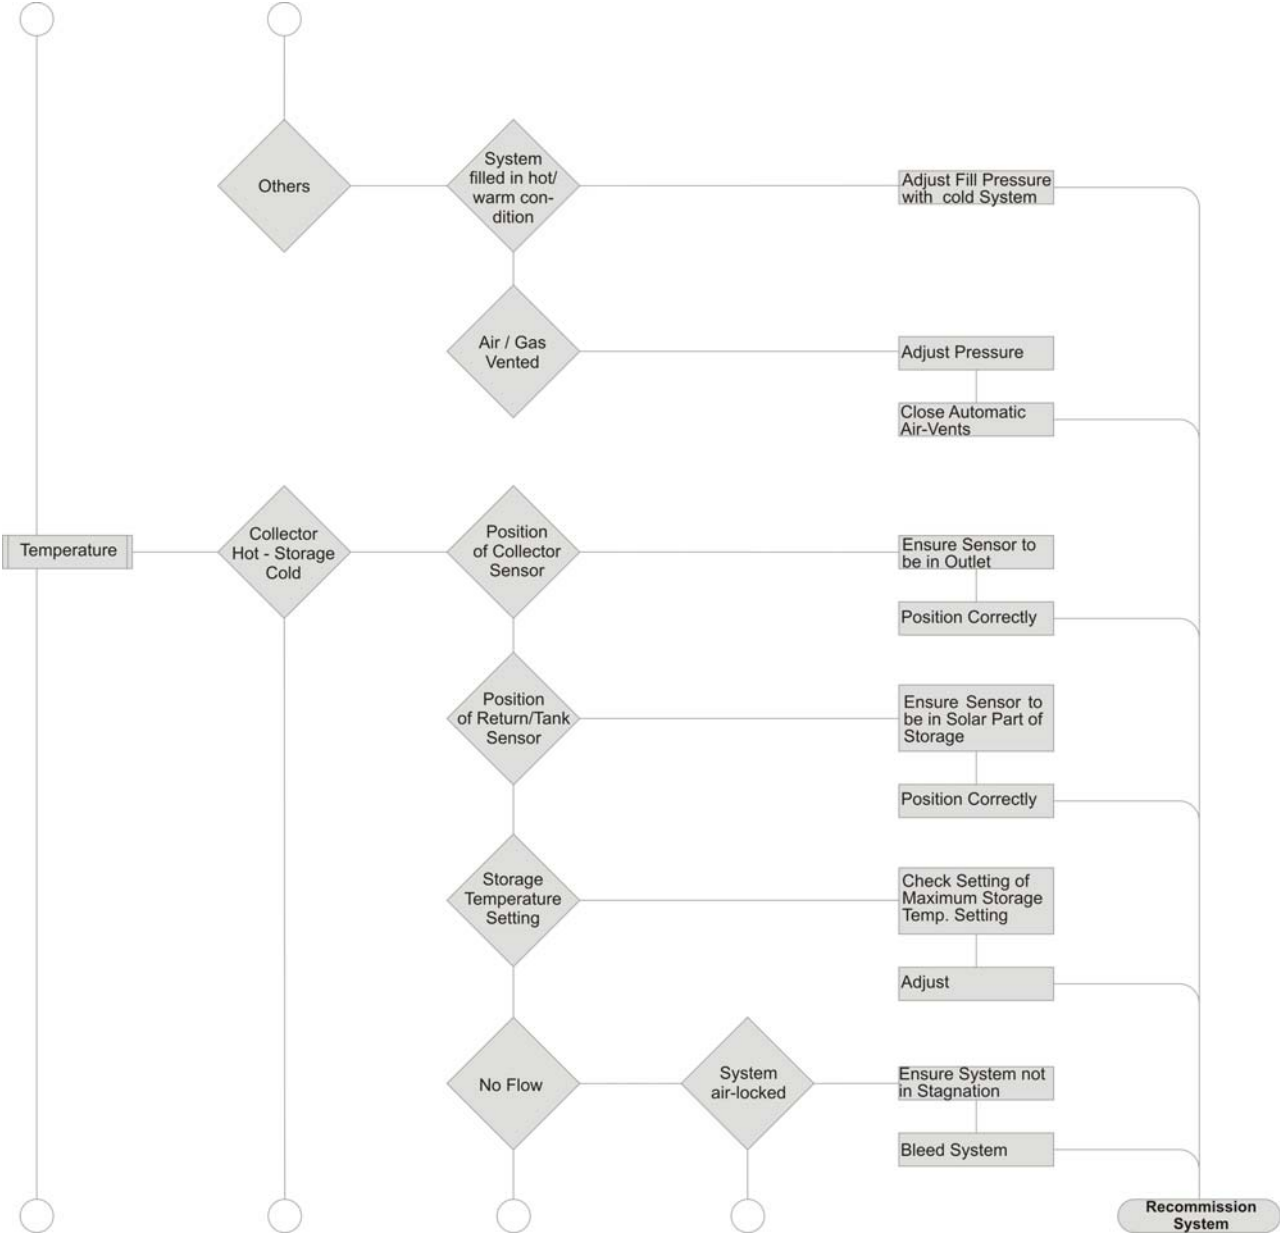 Others
System
filled in hot/
warm con-
dition
Adjust Fill Pressure
with cold System
Air / Gas
Vented
Adjust Pressure
Close Automatic
Air-Vents
Temperature
Collector
Hot - Storage
Cold
Position
of Collector
Sensor
Ensure Sensor to
be in Outlet
Position Correctly
Position
of Return/Tank
Sensor
Ensure Sensor to
be in Solar Part of
Storage
Position Correctly
Storage
Temperature
Setting
Check Setting of
Maximum Storage
Temp. Setting
Adjust
No Flow
System
air-locked
Ensure System not
in Stagnation
Bleed System
Recommission
System